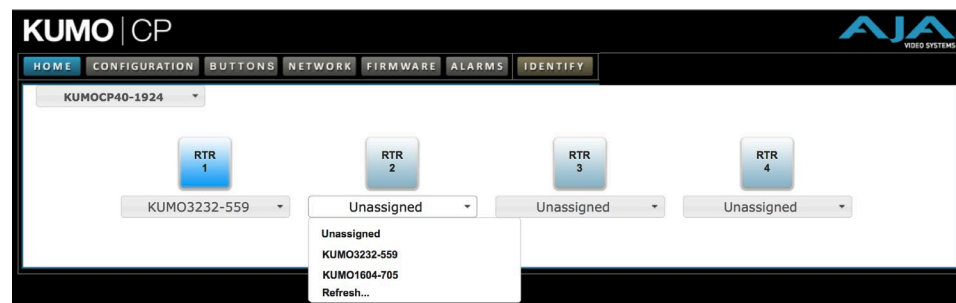 KUMO CP
AJA
VIDEO SYSTEMS
HOME CONFIGURATION BUTTONS NETWORK FIRMWARE ALARMS IDENTIFY
KUMOCP40-1924
RTR RTR RTR RTR
1 2 3 4
KUMO3232-559 Unassigned Unassigned Unassigned
Unassigned
KUMO3232-559
KUMO1604-705
Refresh...